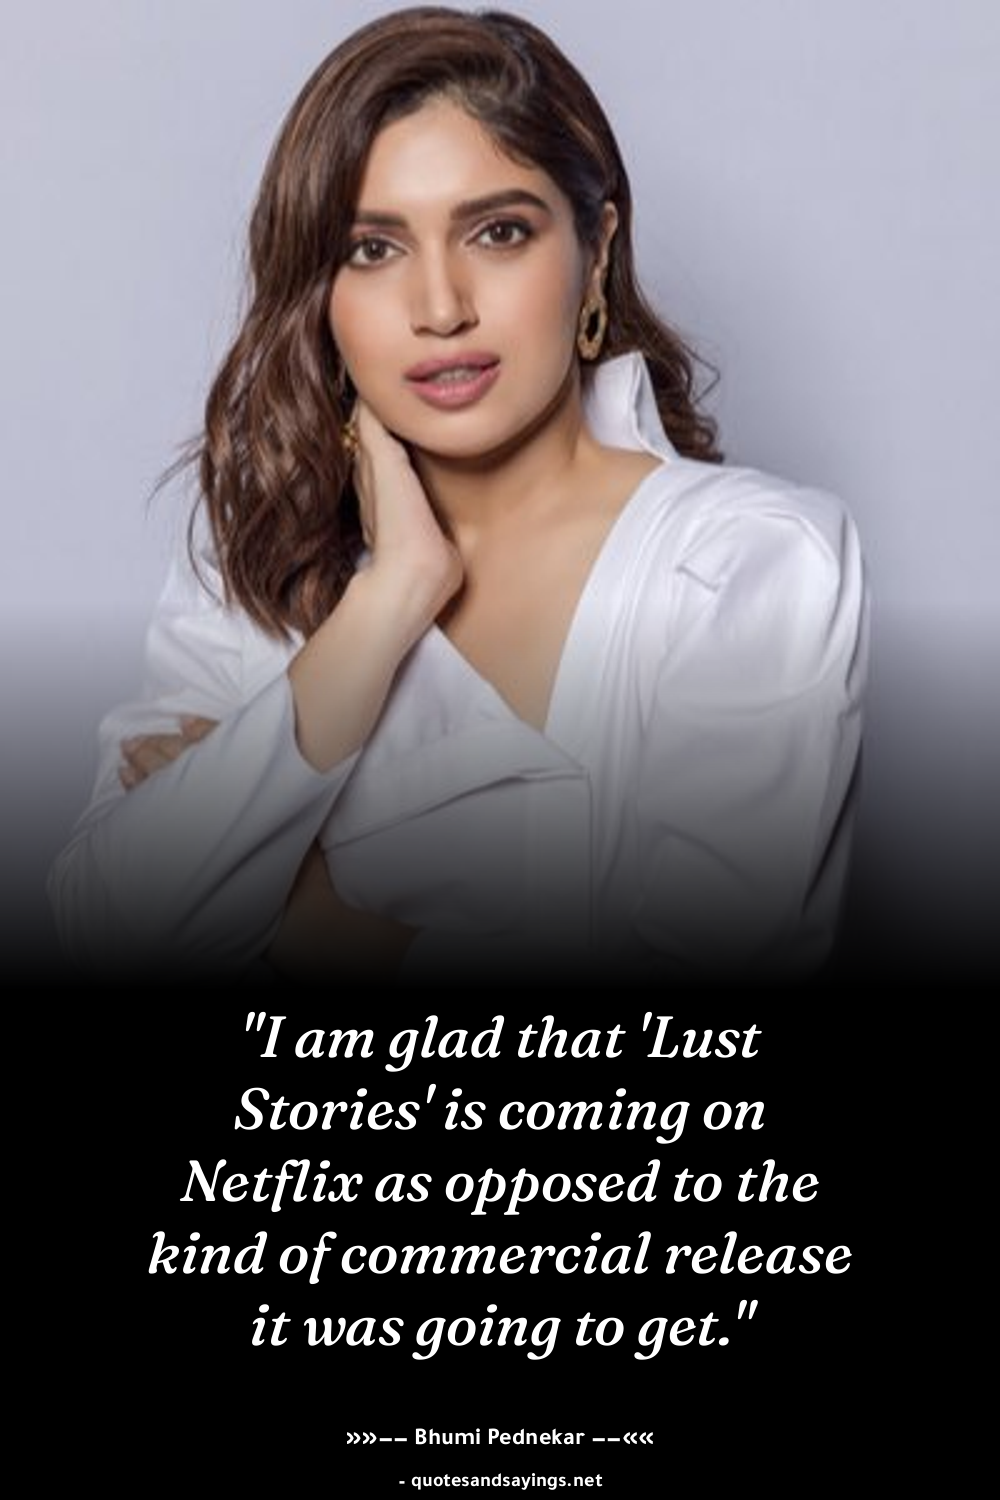 "I am glad that 'Lust
Stories' is coming on
Netflix as opposed to the
kind of commercial release
it was going to get."
»»−− Bhumi Pednekar −−««
- quotesandsayings.net